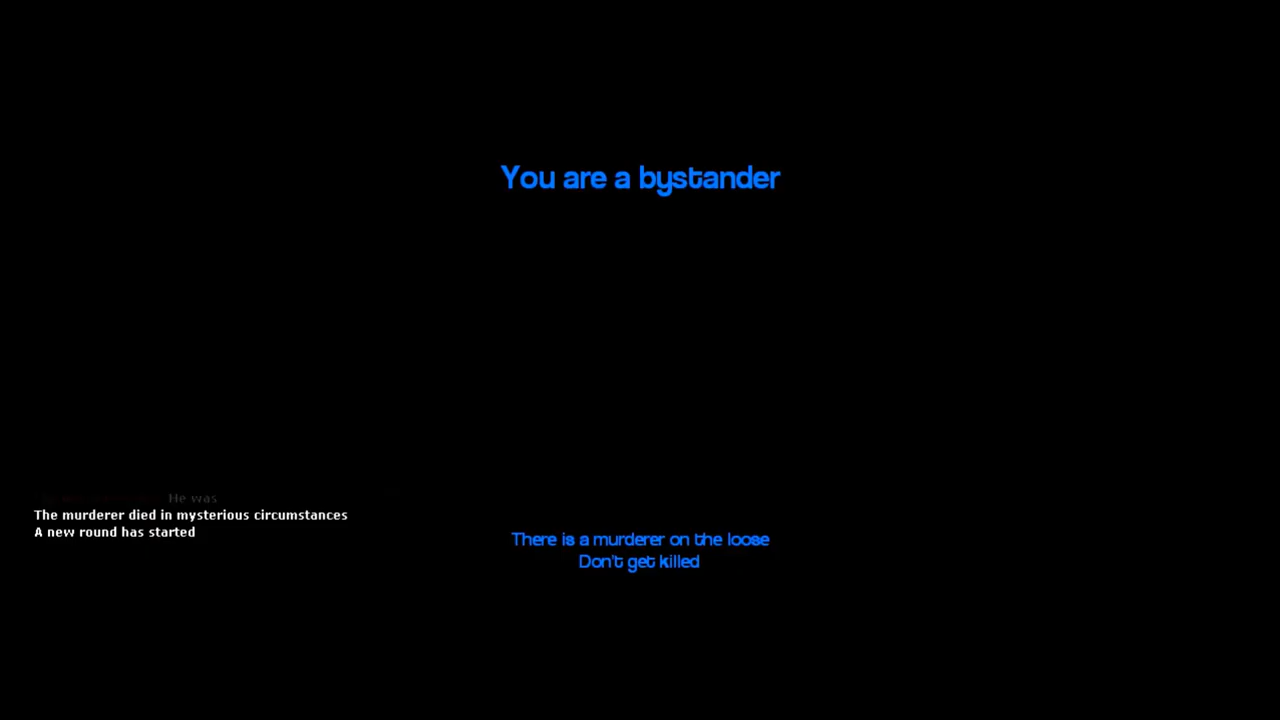 You are a bystander
He was
The murderer died in mysterious circumstances
A new round has started
There is a murderer on the loose
Don't get killed